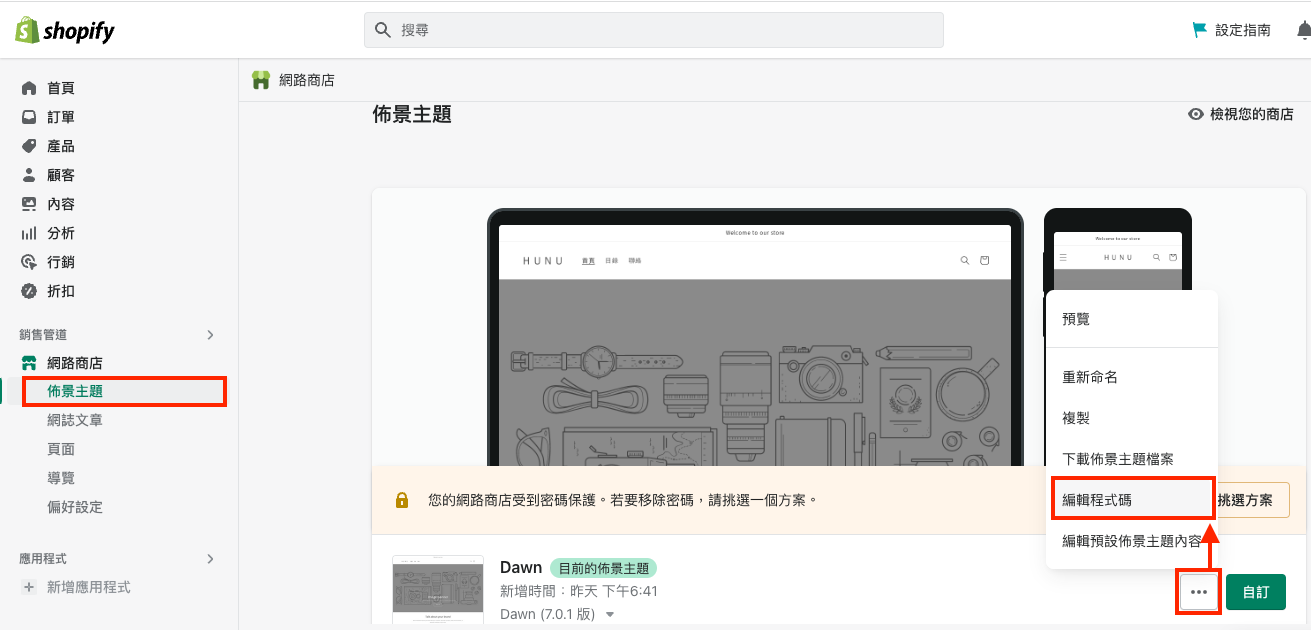 shopify
搜尋
設定指南
首頁
訂單
產品
顧客
內容
分析
行銷
折扣
銷售管道
網路商店
佈景主題
網誌文章
頁面
導覽
偏好設定
應用程式
新增應用程式
網路商店
佈景主題
檢視您的商店
Welcome to our store
HUNU 首頁 目錄 聯絡
Welcome to our store
HUNU
預覽
重新命名
複製
下載佈景主題檔案
編輯程式碼
編輯預設佈景主題內容
您的網路商店受到密碼保護。若要移除密碼，請挑選一個方案。
挑選方案
Dawn 目前的佈景主題
新增時間：昨天 下午6:41
Dawn (7.0.1 版)
自訂